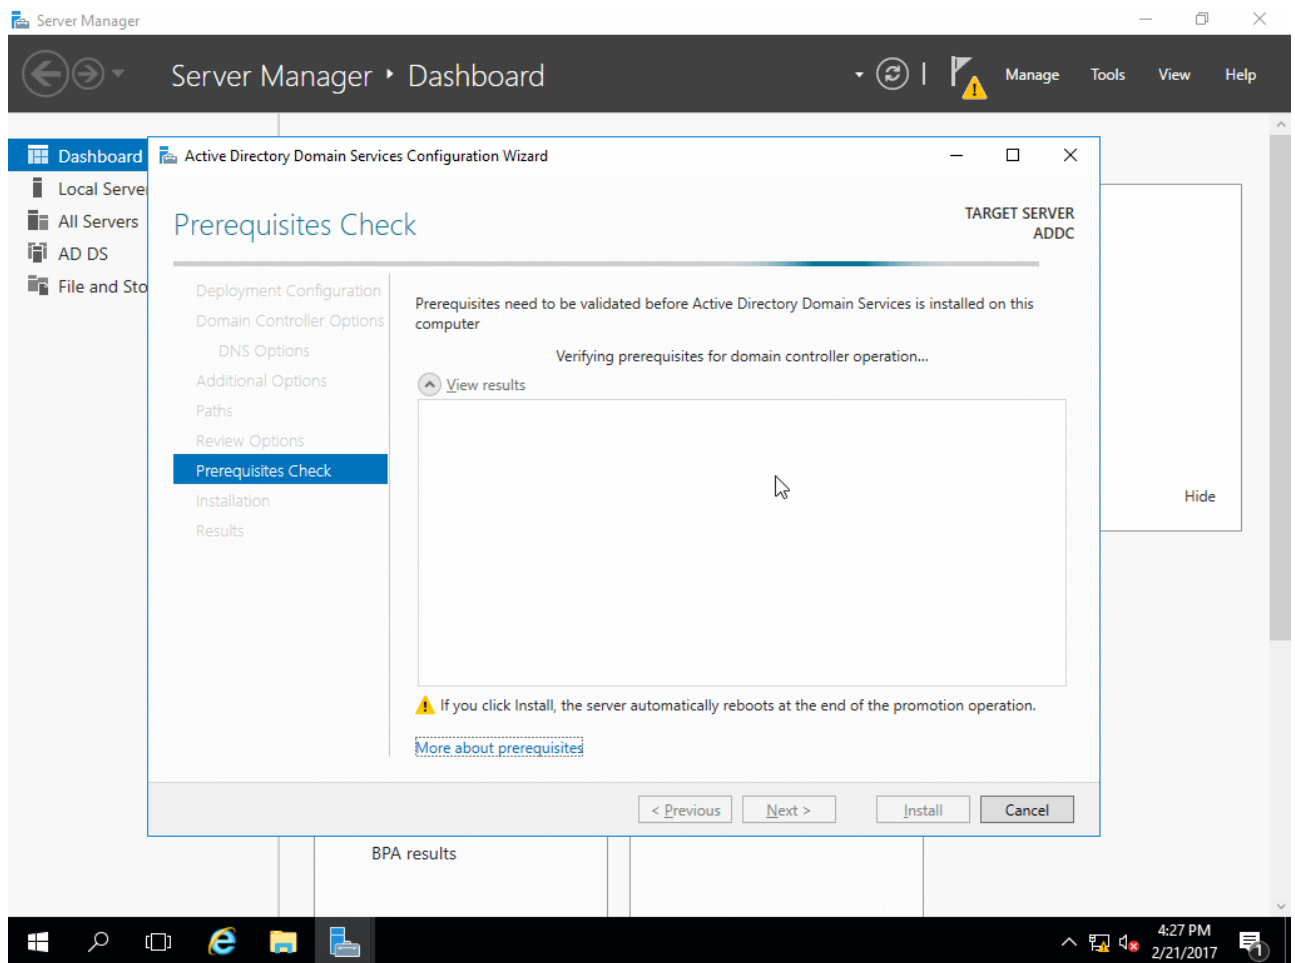 Server Manager
Server Manager ‣ Dashboard
Manage Tools View Help
Dashboard
Local Server
All Servers
AD DS
File and Sto
Active Directory Domain Services Configuration Wizard
Prerequisites Check
TARGET SERVER
ADDC
Deployment Configuration
Domain Controller Options
DNS Options
Additional Options
Paths
Review Options
Prerequisites Check
Installation
Results
Prerequisites need to be validated before Active Directory Domain Services is installed on this
computer
Verifying prerequisites for domain controller operation...
View results
If you click Install, the server automatically reboots at the end of the promotion operation.
More about prerequisites
< Previous
Next >
Install
Cancel
Hide
BPA results
4:27 PM
2/21/2017
1